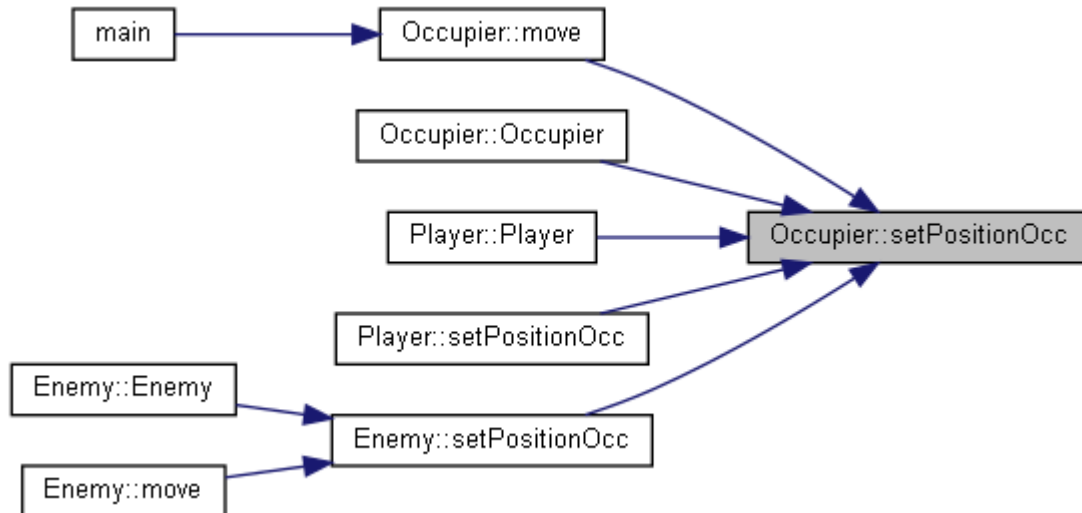 main
Occupier::move
Occupier::Occupier
Player::Player
Occupier::setPositionOcc
Player::setPositionOcc
Enemy::Enemy
Enemy::setPositionOcc
Enemy::move